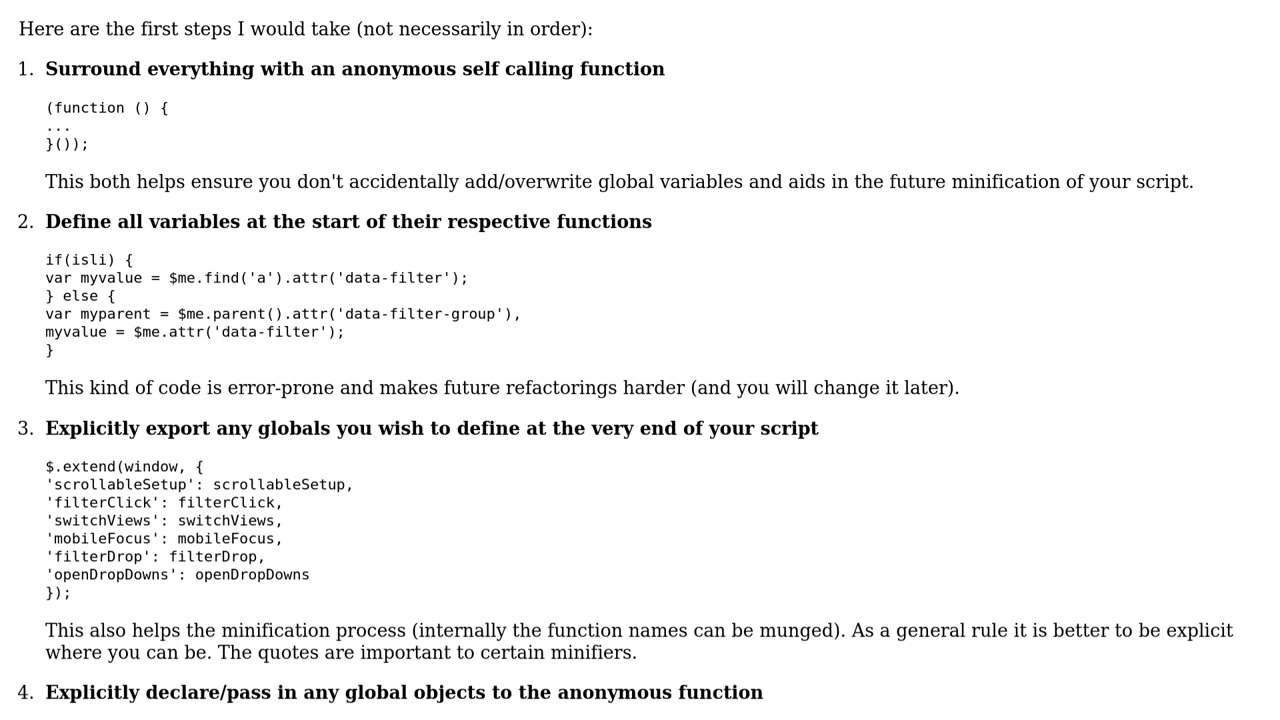 Here are the first steps I would take (not necessarily in order):
1. Surround everything with an anonymous self calling function
(function () {
...
}());
This both helps ensure you don't accidentally add/overwrite global variables and aids in the future minification of your script.
2. Define all variables at the start of their respective functions
if(isli) {
var myvalue = $me.find('a').attr('data-filter');
} else {
var myparent = $me.parent().attr('data-filter-group'),
myvalue = $me.attr('data-filter');
}
This kind of code is error-prone and makes future refactorings harder (and you will change it later).
3. Explicitly export any globals you wish to define at the very end of your script
$.extend(window, {
'scrollableSetup': scrollableSetup,
'filterClick': filterClick,
'switchViews': switchViews,
'mobileFocus': mobileFocus,
'filterDrop': filterDrop,
'openDropDowns': openDropDowns
});
This also helps the minification process (internally the function names can be munged). As a general rule it is better to be explicit
where you can be. The quotes are important to certain minifiers.
4. Explicitly declare/pass in any global objects to the anonymous function